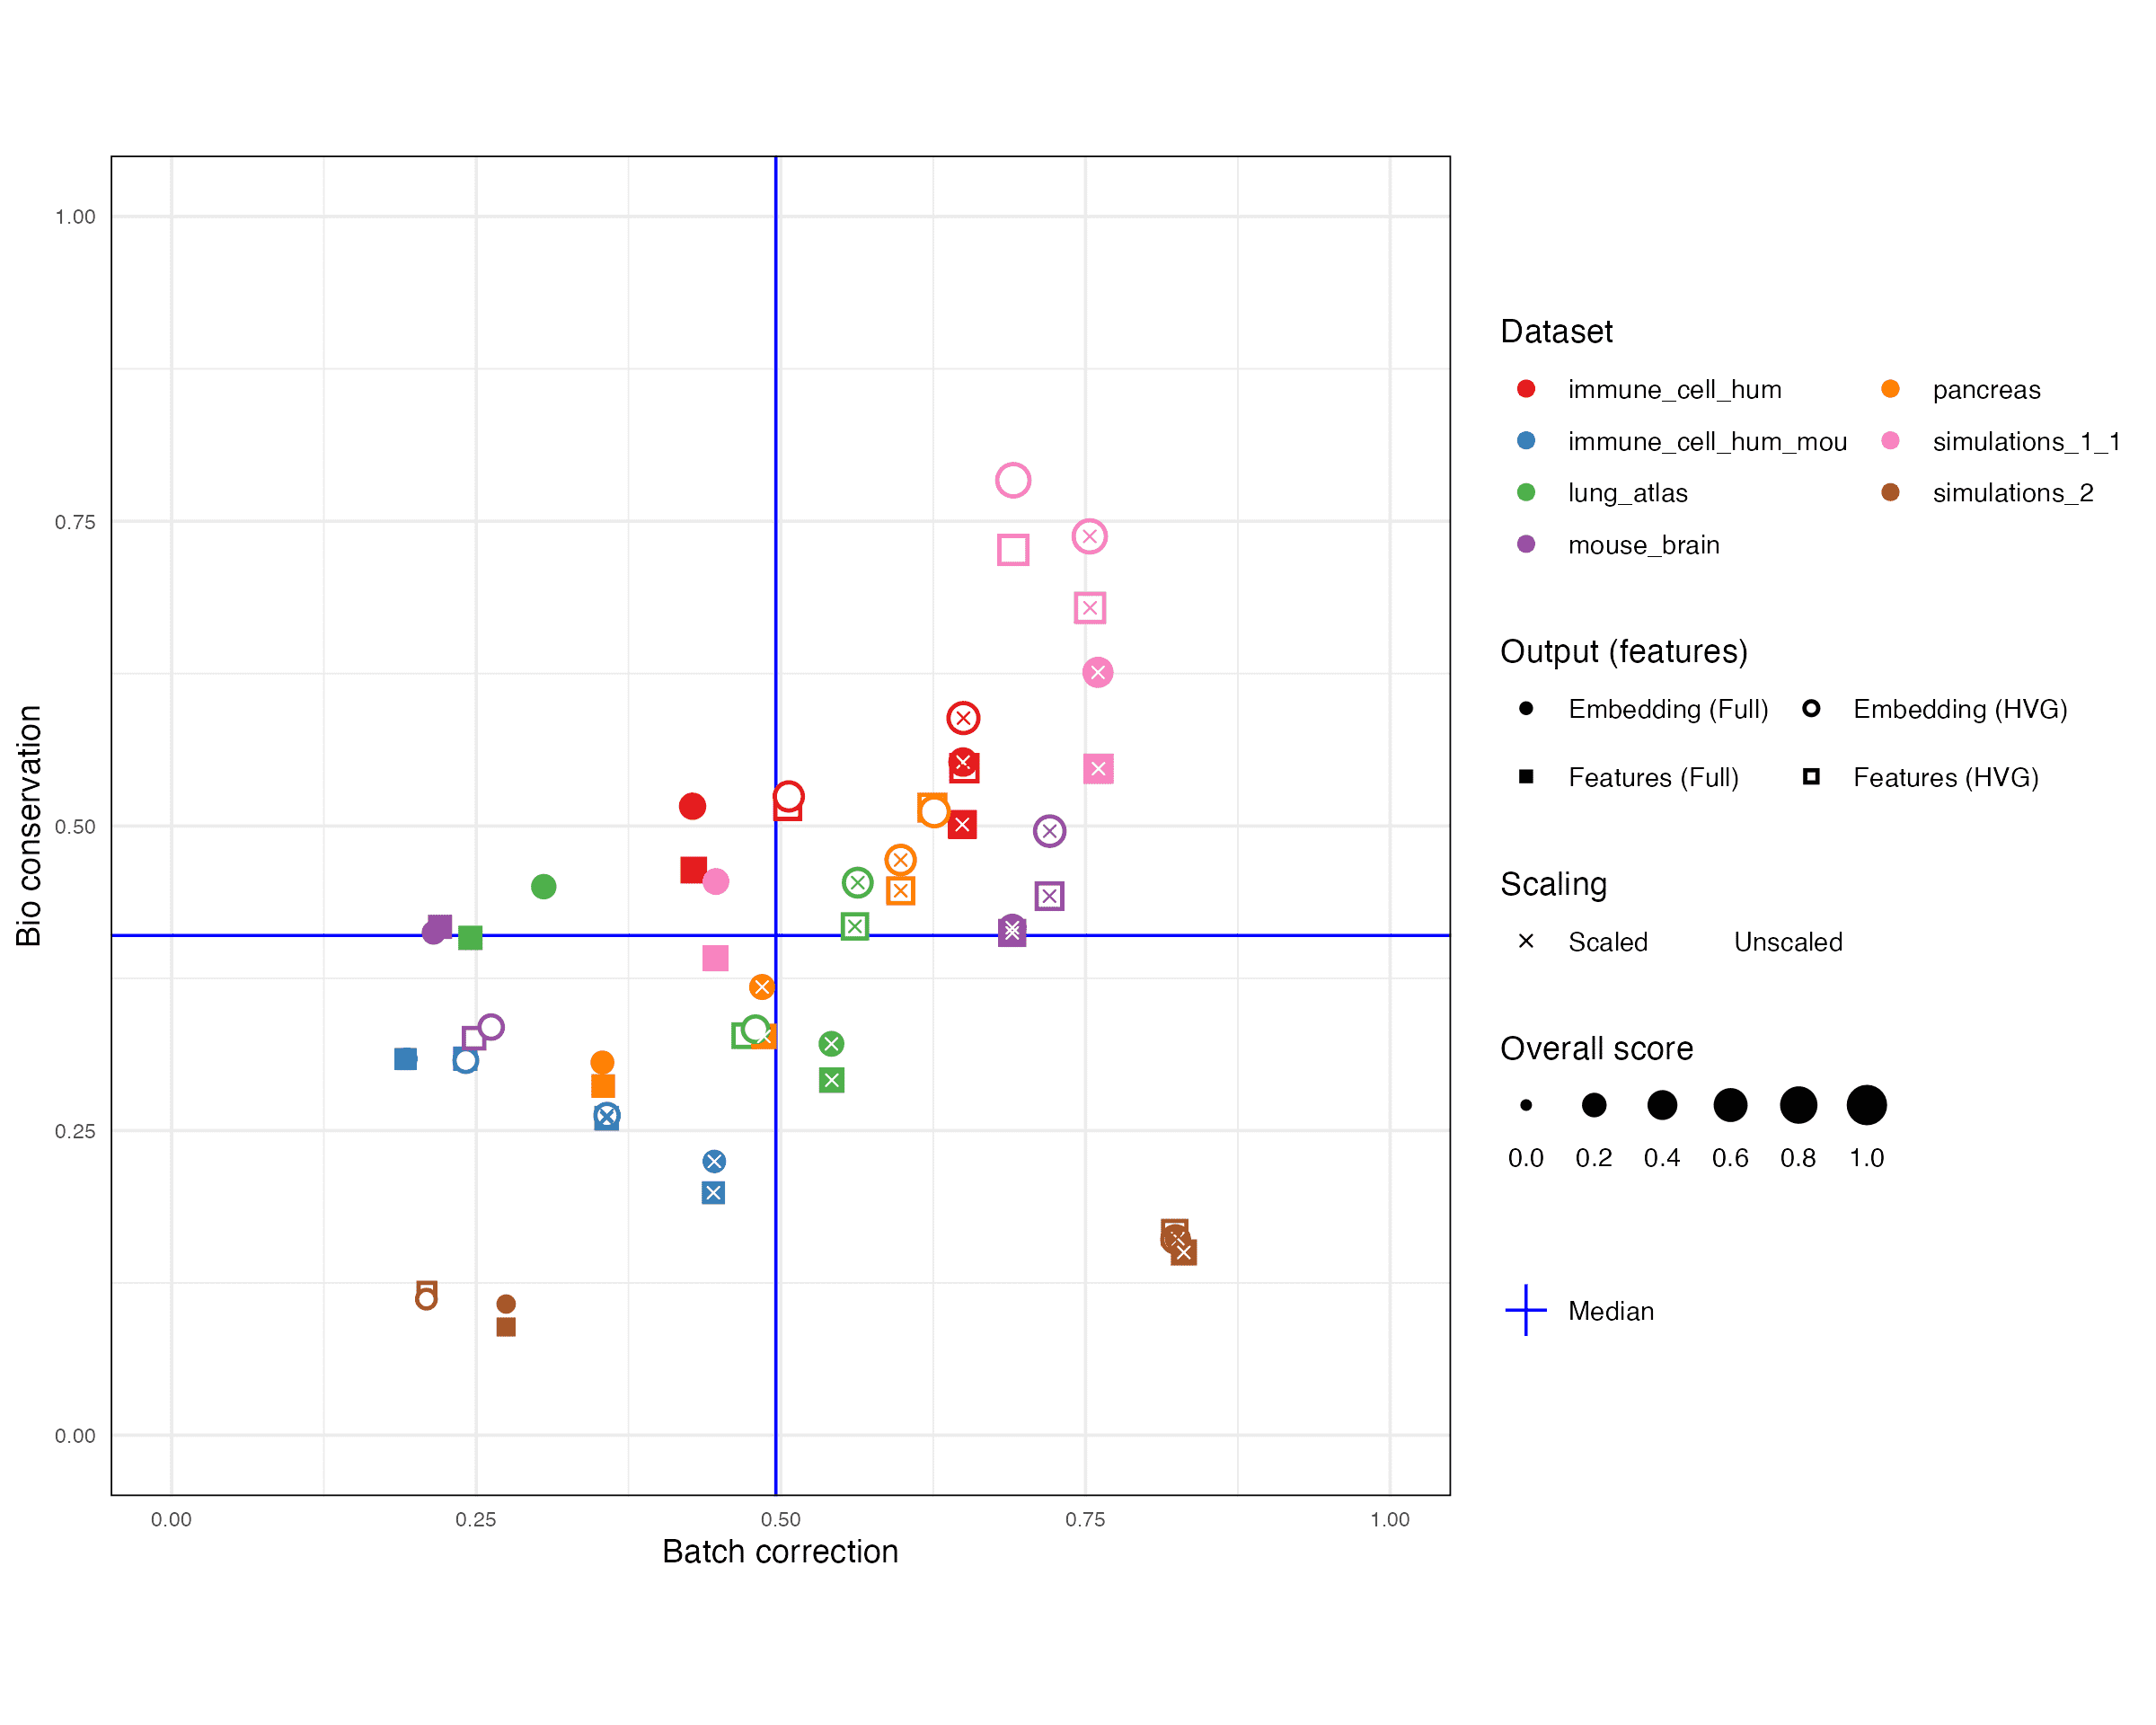 1.00
0.75
0.50
0.25
0.00
Bio conservation
0.00 0.25 0.50 0.75 1.00
Batch correction
Dataset
immune_cell_hum pancreas
immune_cell_hum_mou simulations_1_1
lung_atlas simulations_2
mouse_brain
Output (features)
Embedding (Full) Embedding (HVG)
Features (Full) Features (HVG)
Scaling
Scaled Unscaled
Overall score
0.0 0.2 0.4 0.6 0.8 1.0
Median